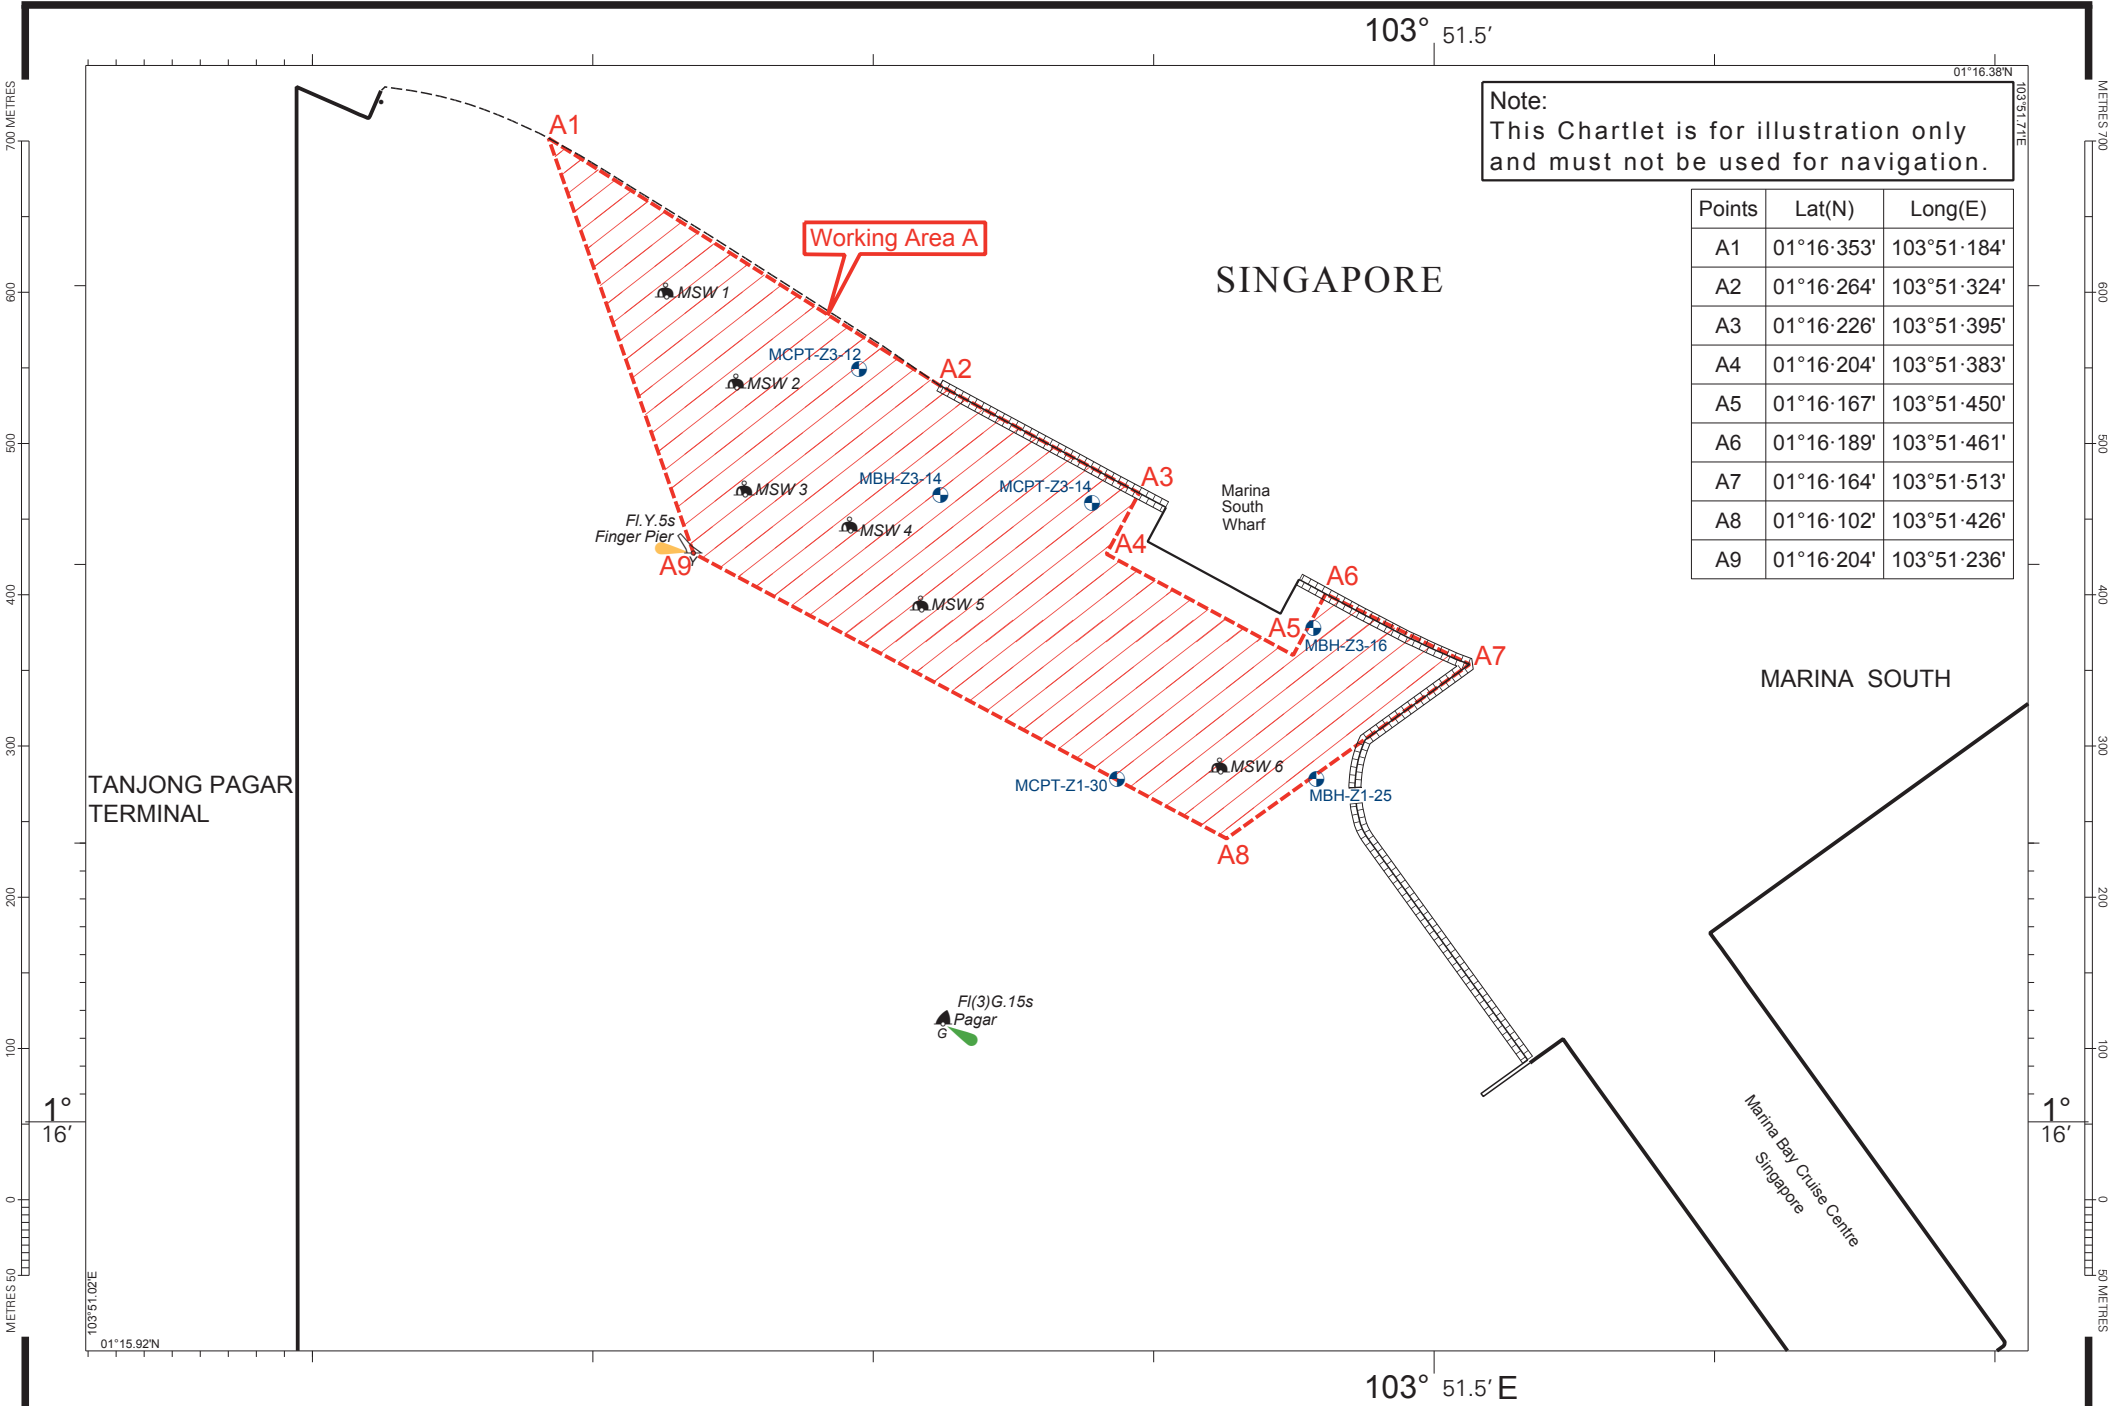 103° 51.5′
01°16.38'N
103°51.71'E
Note:
This Chartlet is for illustration only
and must not be used for navigation.
Points Lat(N) Long(E)
A1 01°16·353' 103°51·184'
A2 01°16·264' 103°51·324'
A3 01°16·226' 103°51·395'
A4 01°16·204' 103°51·383'
A5 01°16·167' 103°51·450'
A6 01°16·189' 103°51·461'
A7 01°16·164' 103°51·513'
A8 01°16·102' 103°51·426'
A9 01°16·204' 103°51·236'
700 METRES
600
500
400
300
200
100
0
METRES 50
METRES 700
600
500
400
300
200
100
0
50 METRES
A1
Working Area A
SINGAPORE
MSW 1
MCPT-Z3-12
A2
MSW 2
A3
MBH-Z3-14
MCPT-Z3-14
MSW 3
Marina
South
Wharf
Fl.Y.5s
Finger Pier
MSW 4
A4
Y
A9
A6
MSW 5
A5
MBH-Z3-16
A7
MARINA SOUTH
MSW 6
TANJONG PAGAR
TERMINAL
MCPT-Z1-30
MBH-Z1-25
A8
Fl(3)G.15s
Pagar
G
1°
16′
1°
16′
Marina Bay Cruise Centre
Singapore
103°51.02'E
01°15.92'N
103° 51.5′ E